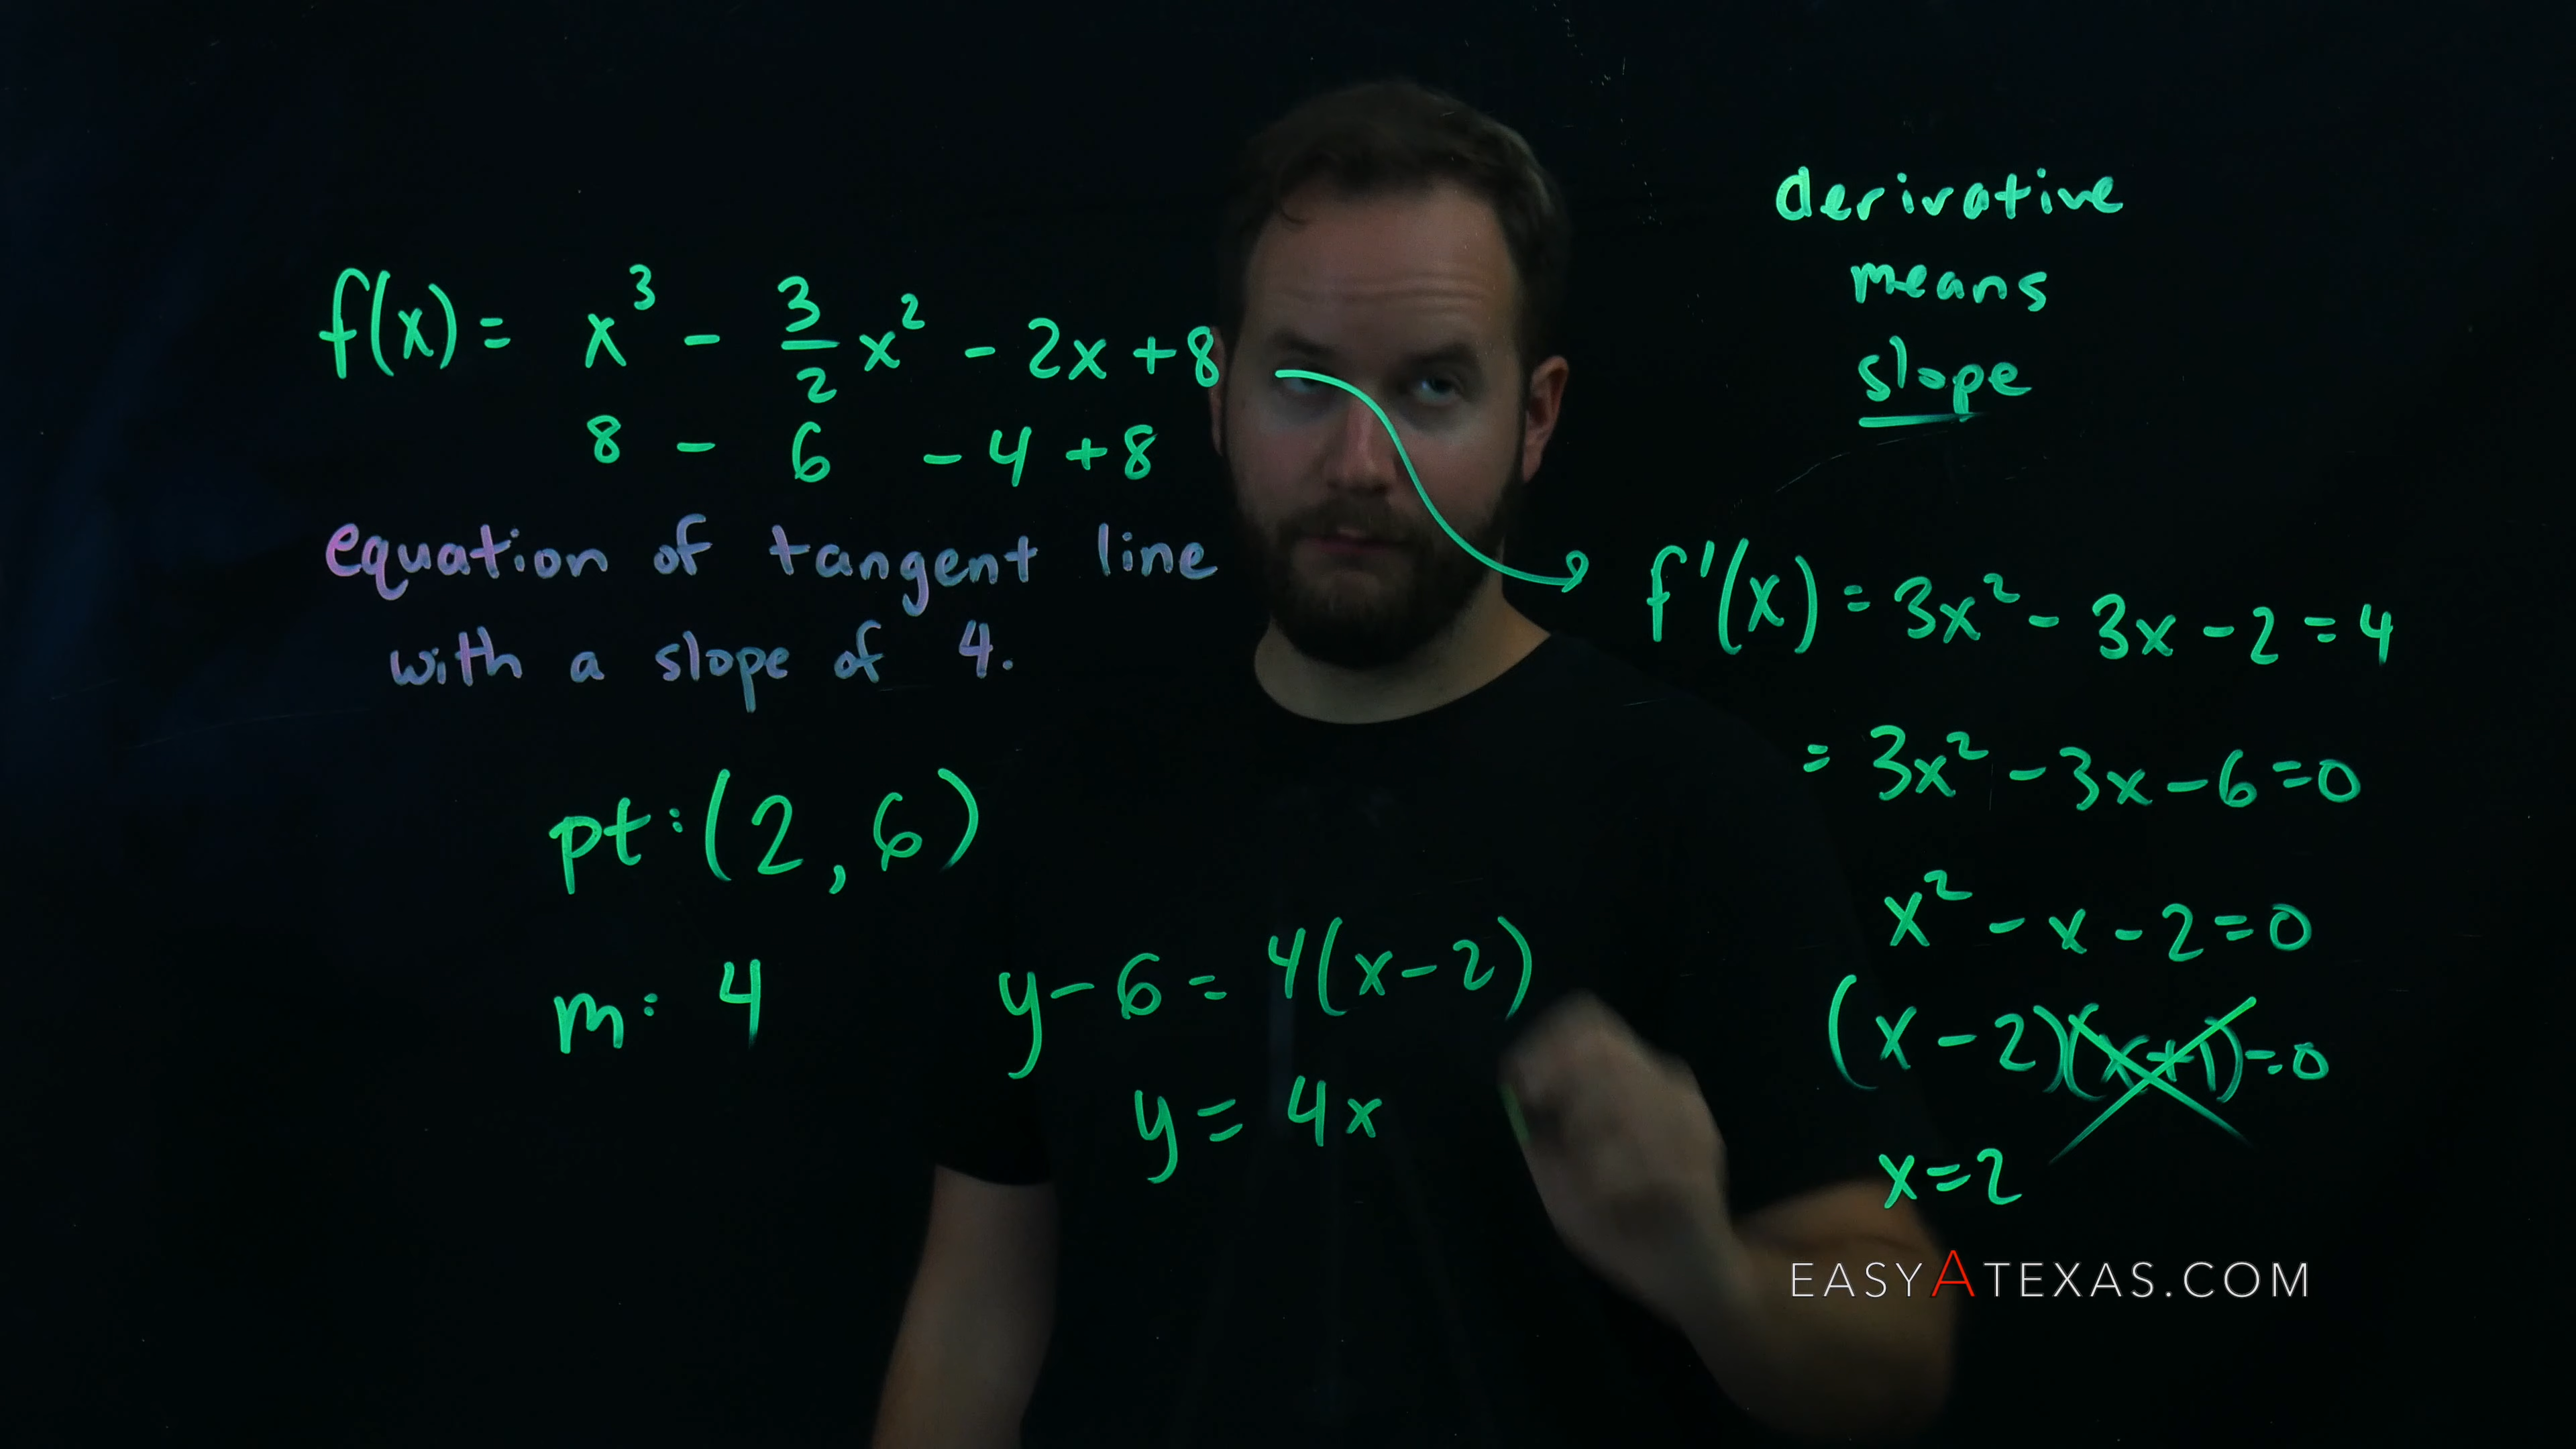 f(x) = x³ - 3/2 x² - 2x + 8
8 - 6 - 4 + 8
equation of tangent line
with a slope of 4.
pt: (2, 6)
m: 4
y - 6 = 4(x - 2)
y = 4x
derivative
means
slope
f'(x) = 3x² - 3x - 2 = 4
= 3x² - 3x - 6 = 0
x² - x - 2 = 0
(x - 2)(x + 1) = 0
x = 2
EASYATEXAS.COM